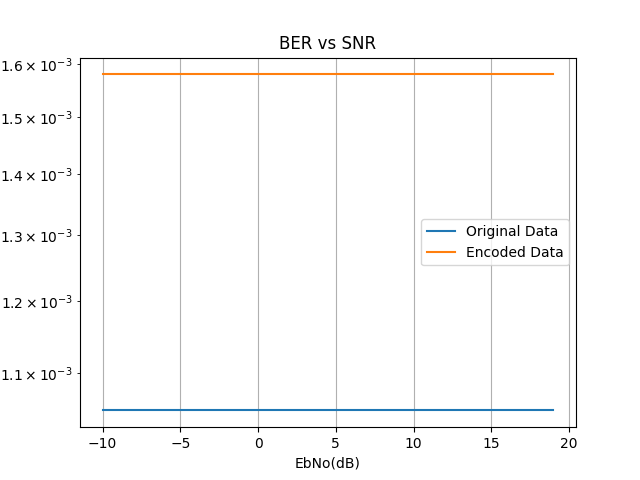 BER vs SNR
1.6 × 10⁻³
1.5 × 10⁻³
1.4 × 10⁻³
1.3 × 10⁻³
1.2 × 10⁻³
1.1 × 10⁻³
Original Data
Encoded Data
−10 −5 0 5 10 15 20
EbNo(dB)